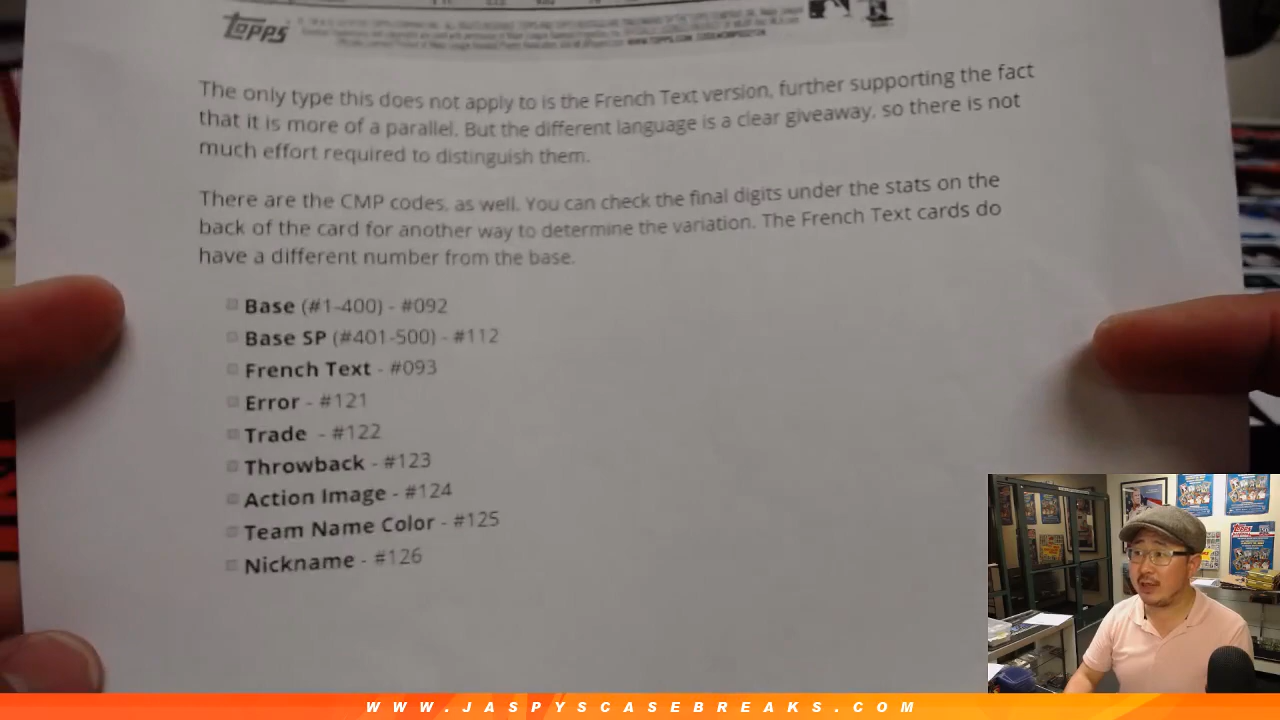 Topps
WWW.TOPPS.COM
The only type this does not apply to is the French Text version, further supporting the fact
that it is more of a parallel. But the different language is a clear giveaway, so there is not
much effort required to distinguish them.
There are the CMP codes, as well. You can check the final digits under the stats on the
back of the card for another way to determine the variation. The French Text cards do
have a different number from the base.
Base (#1-400) - #092
Base SP (#401-500) - #112
French Text - #093
Error - #121
Trade - #122
Throwback - #123
Action Image - #124
Team Name Color - #125
Nickname - #126
WWW.JASPYSCASEBREAKS.COM